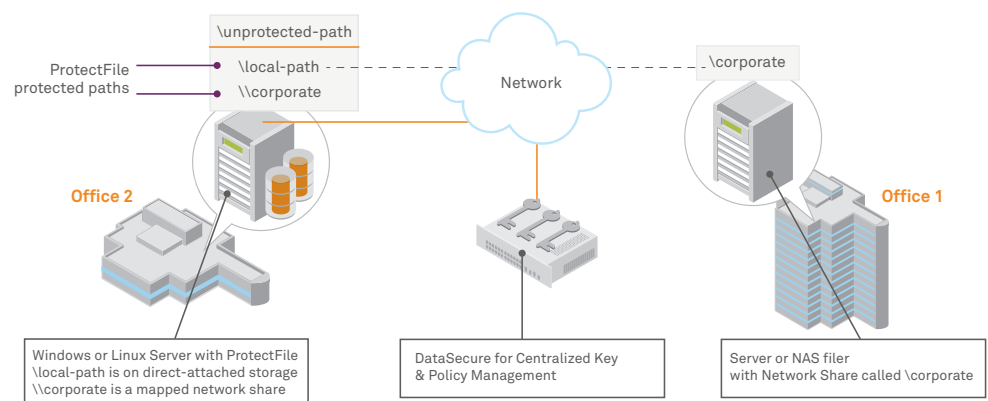 \unprotected-path
ProtectFile
protected paths
\local-path
\\corporate
Network
\corporate
Office 2
Office 1
Windows or Linux Server with ProtectFile
\local-path is on direct-attached storage
\\corporate is a mapped network share
DataSecure for Centralized Key
& Policy Management
Server or NAS filer
with Network Share called \corporate